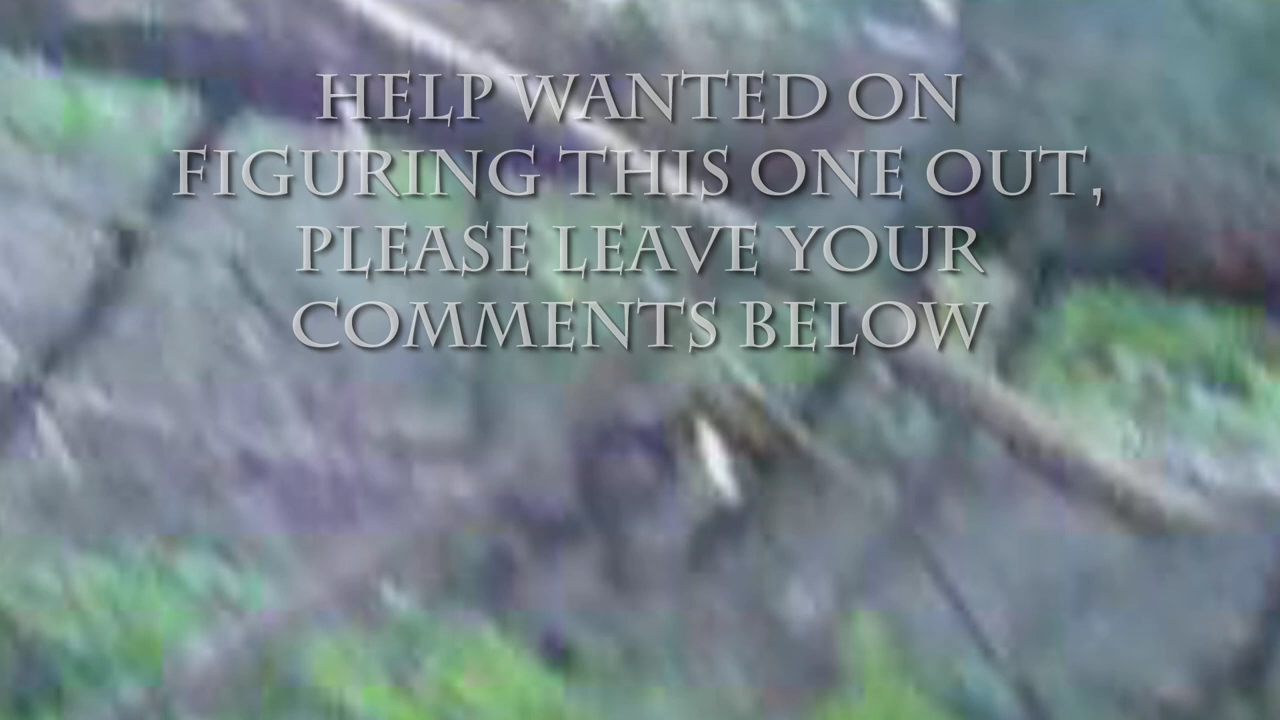 HELP WANTED ON
FIGURING THIS ONE OUT,
PLEASE LEAVE YOUR
COMMENTS BELOW